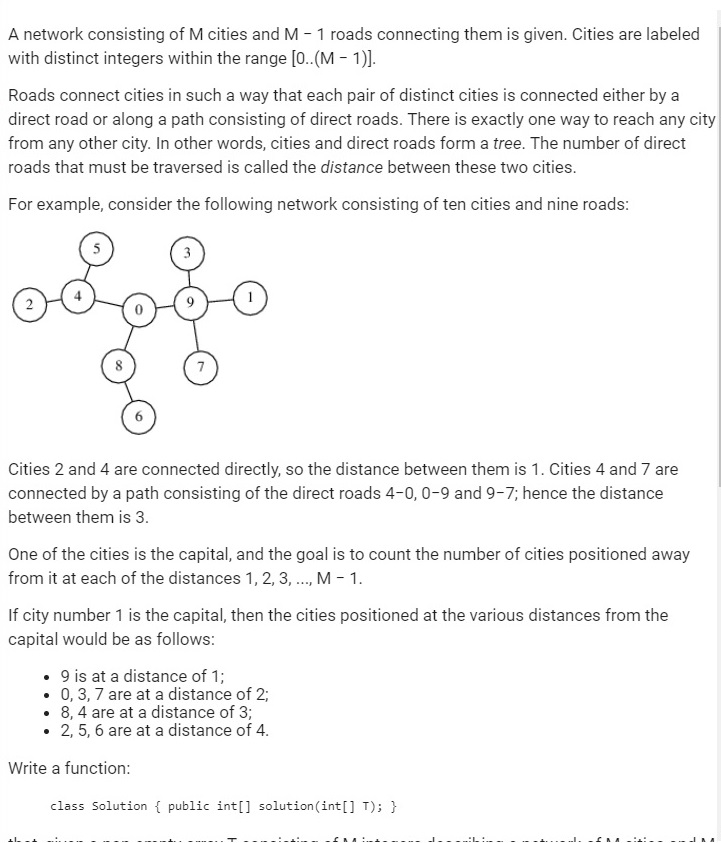 A network consisting of M cities and M − 1 roads connecting them is given. Cities are labeled
with distinct integers within the range [0..(M − 1)].
Roads connect cities in such a way that each pair of distinct cities is connected either by a
direct road or along a path consisting of direct roads. There is exactly one way to reach any city
from any other city. In other words, cities and direct roads form a tree. The number of direct
roads that must be traversed is called the distance between these two cities.
For example, consider the following network consisting of ten cities and nine roads:
5
3
2
4
0
9
1
8
7
6
Cities 2 and 4 are connected directly, so the distance between them is 1. Cities 4 and 7 are
connected by a path consisting of the direct roads 4−0, 0−9 and 9−7; hence the distance
between them is 3.
One of the cities is the capital, and the goal is to count the number of cities positioned away
from it at each of the distances 1, 2, 3, ..., M − 1.
If city number 1 is the capital, then the cities positioned at the various distances from the
capital would be as follows:
• 9 is at a distance of 1;
• 0, 3, 7 are at a distance of 2;
• 8, 4 are at a distance of 3;
• 2, 5, 6 are at a distance of 4.
Write a function:
class Solution { public int[] solution(int[] T); }